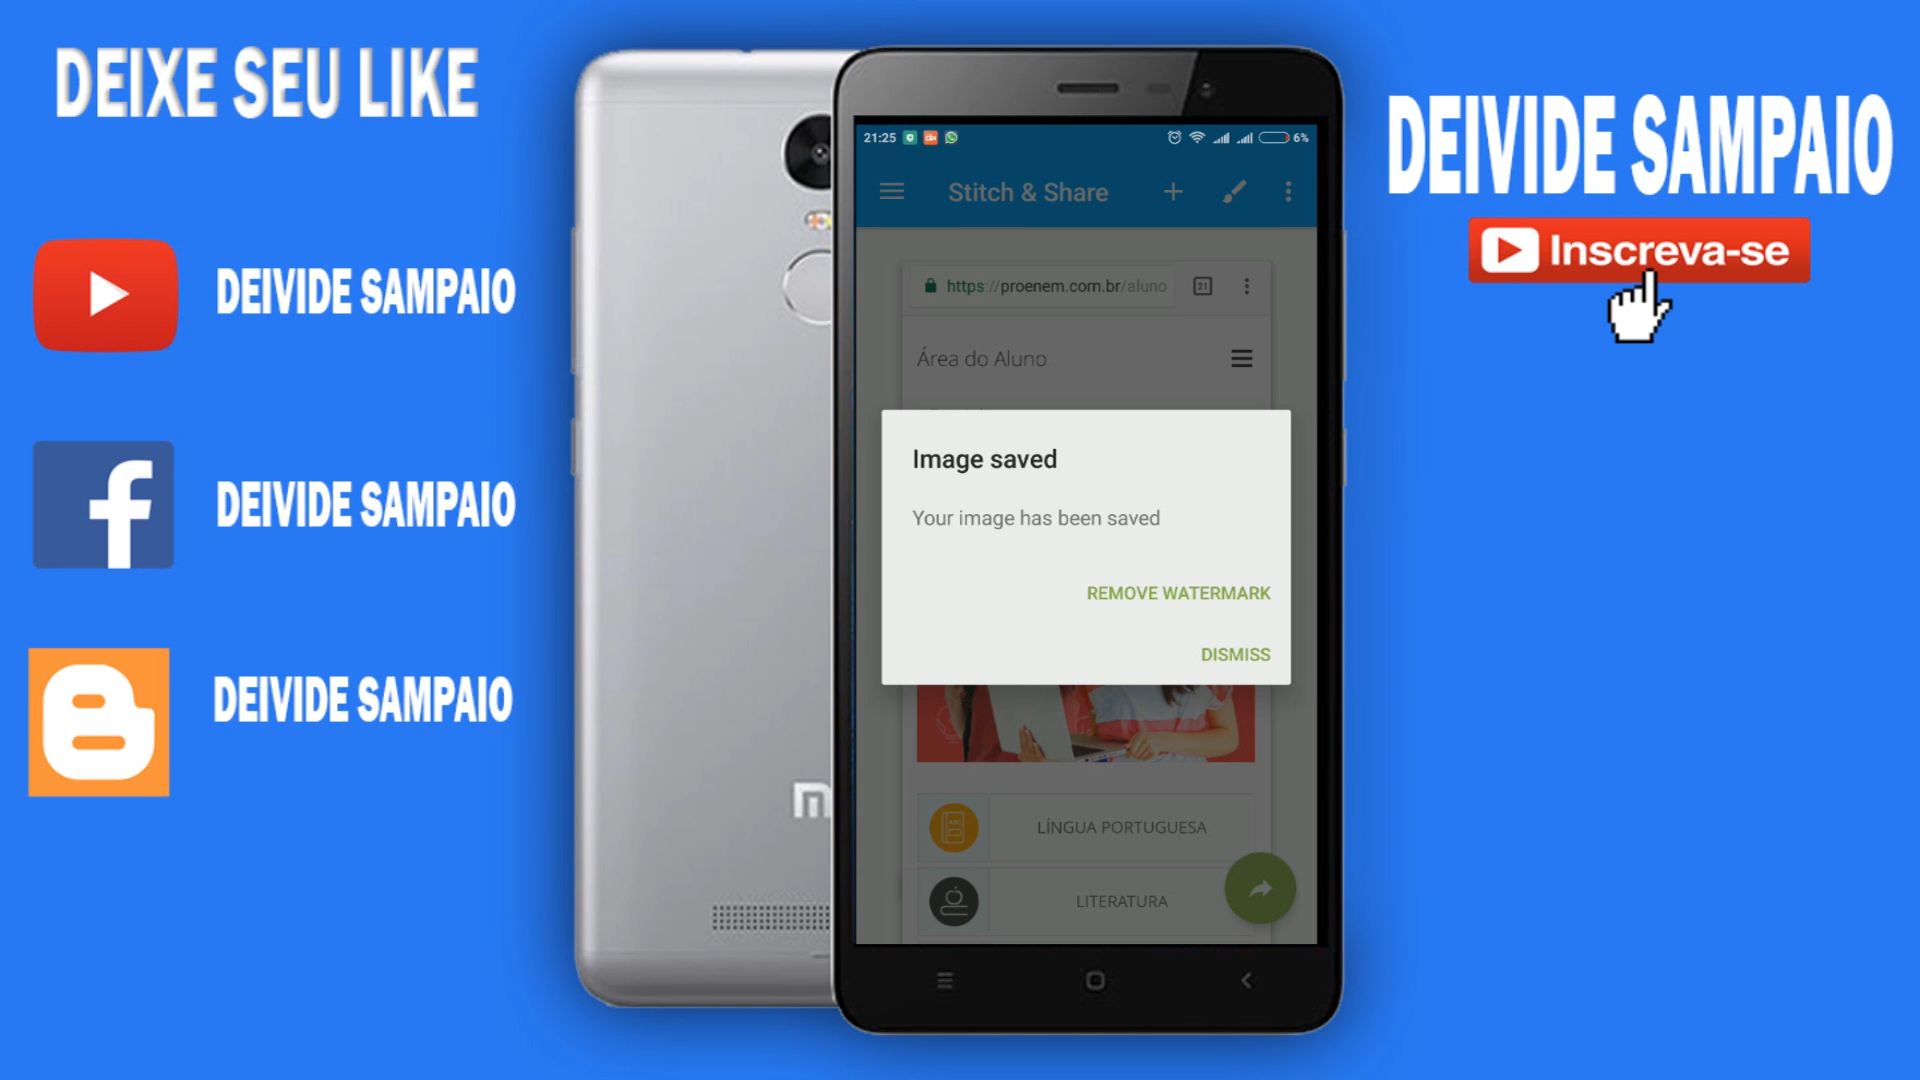 DEIXE SEU LIKE
DEIVIDE SAMPAIO
DEIVIDE SAMPAIO
DEIVIDE SAMPAIO
21:25
6%
Stitch & Share
https://proenem.com.br/aluno
21
Área do Aluno
Image saved
Your image has been saved
REMOVE WATERMARK
DISMISS
LÍNGUA PORTUGUESA
LITERATURA
DEIVIDE SAMPAIO
Inscreva-se